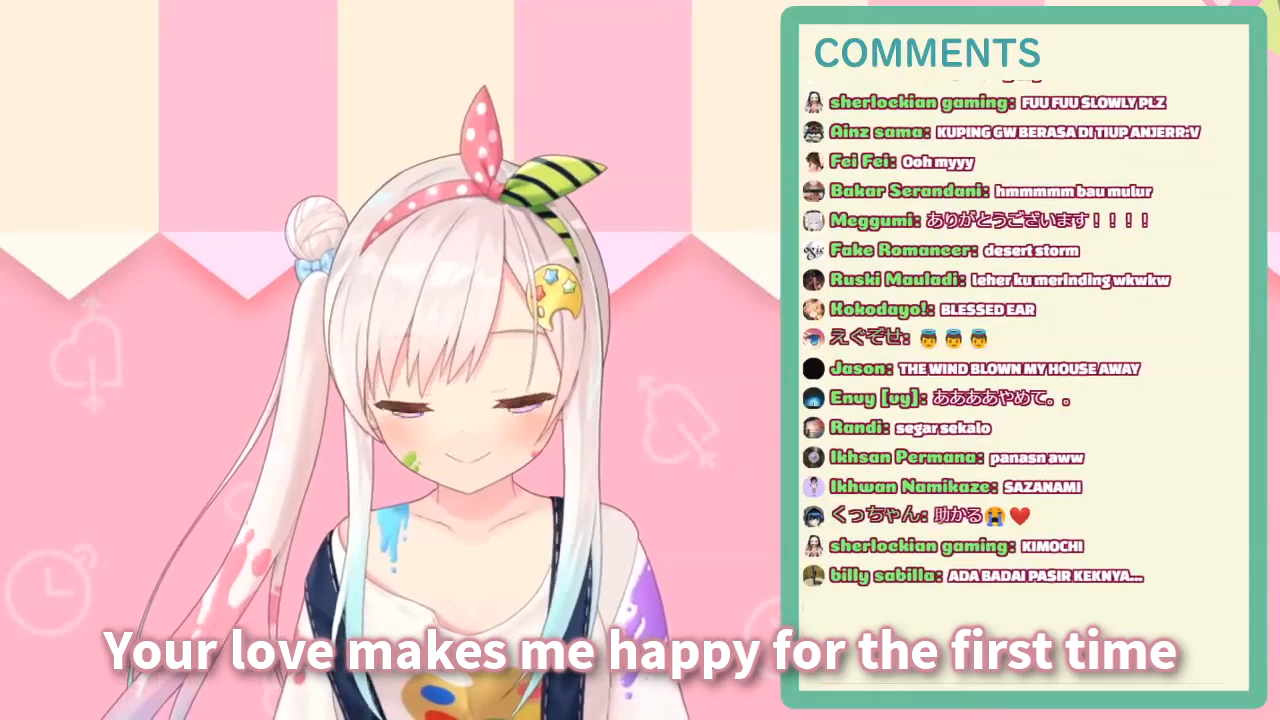 COMMENTS
sherlockian gaming: FUU FUU SLOWLY PLZ
Ainz sama: KUPING GW BERASA DI TIUP ANJERR:V
Fei Fei: Ooh myyy
Bakar Serandani: hmmmmm bau mulur
Meggumi: ありがとうございます！！！！
Fake Romancer: desert storm
Ruski Mauladi: leher ku merinding wkwkw
Kokodayo!: BLESSED EAR
えぐぞせ: 👼 👼 👼
Jason: THE WIND BLOWN MY HOUSE AWAY
Envy [vy]: ああああやめて。。
Randi: segar sekalo
Ikhsan Permana: panasn aww
Ikhwan Namikaze: SAZANAMI
くっちゃん: 助かる😭 ❤️
sherlockian gaming: KIMOCHI
billy sabilla: ADA BADAI PASIR KEKNYA...
Your love makes me happy for the first time